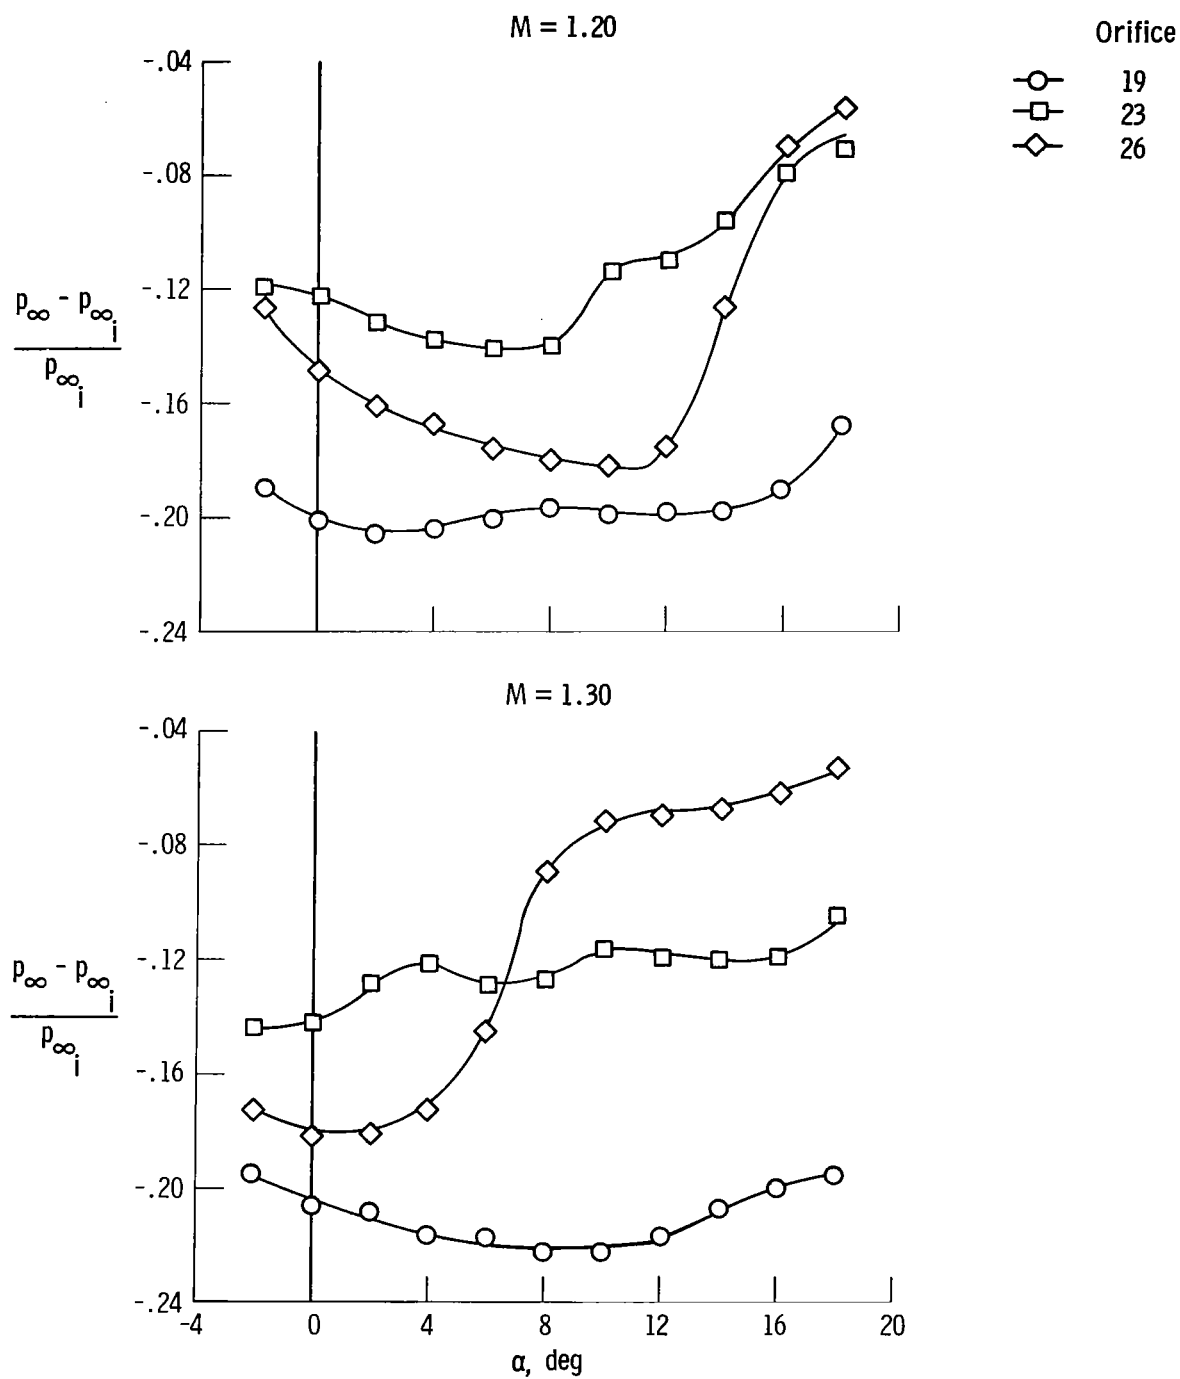 M = 1.20
Orifice
19
23
26
-.04
-.08
-.12
-.16
-.20
-.24
p∞ - p∞i
p∞i
M = 1.30
-.04
-.08
-.12
-.16
-.20
-.24
p∞ - p∞i
p∞i
-4 0 4 8 12 16 20
α, deg